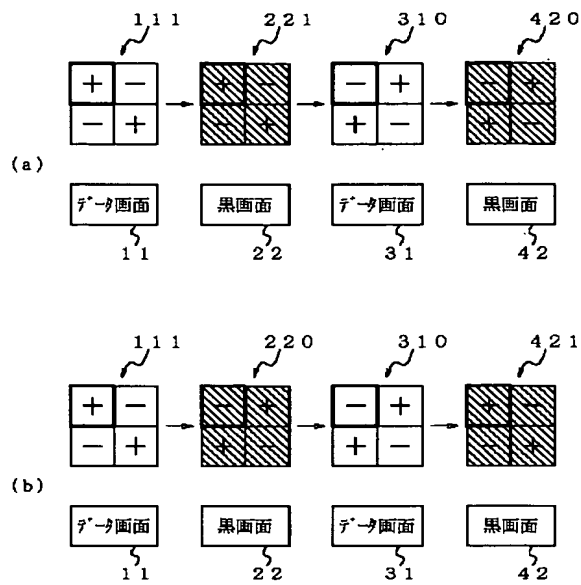 111 221 310 420
+ − + − − + − +
− + − + + − + −
(a)
データ画面 黒画面 データ画面 黒画面
11 22 31 42
111 220 310 421
+ − − + − + + −
− + + − + − − +
(b)
データ画面 黒画面 データ画面 黒画面
11 22 31 42